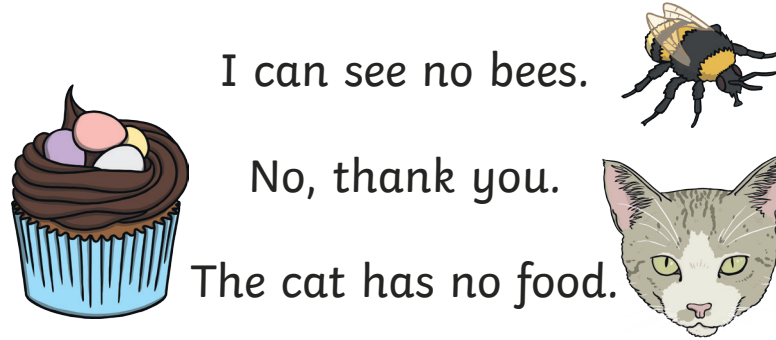 I can see no bees.
No, thank you.
The cat has no food.